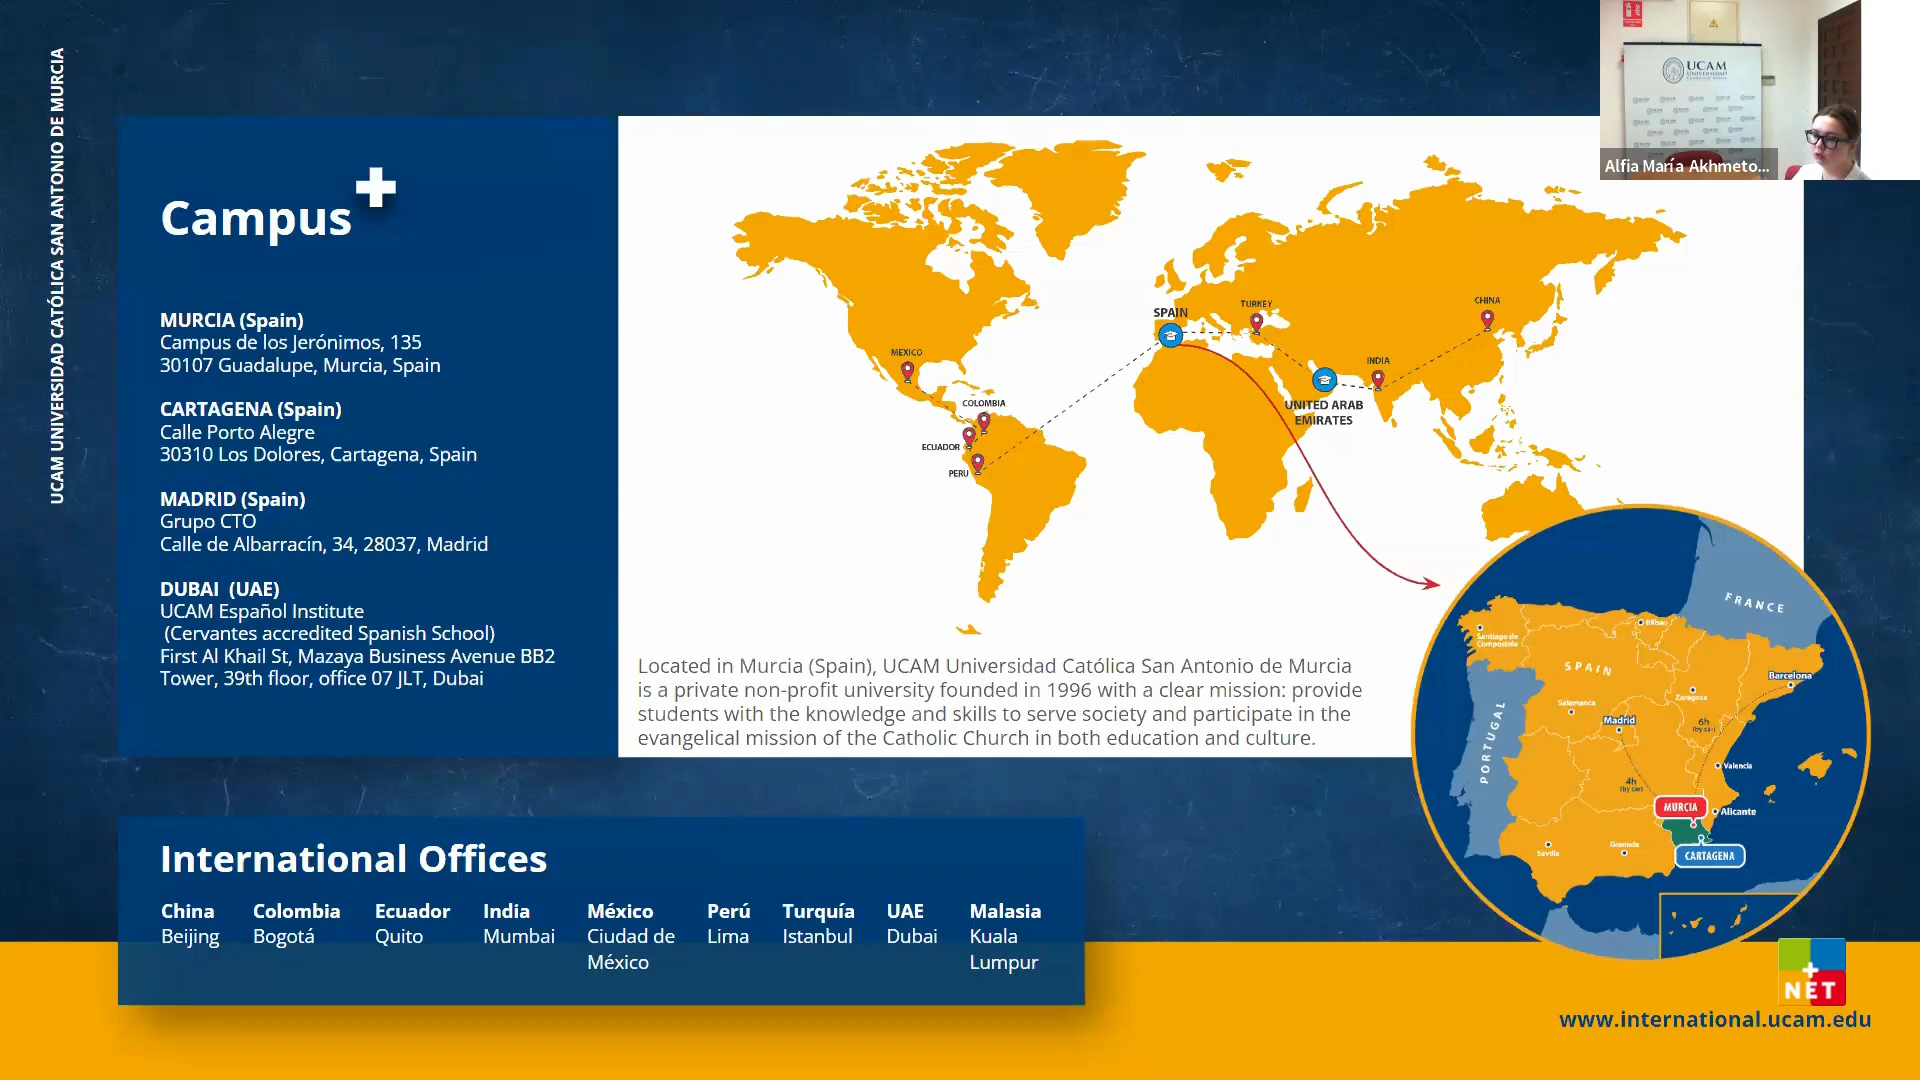 UCAM UNIVERSIDAD CATÓLICA SAN ANTONIO DE MURCIA
Campus+
MURCIA (Spain)
Campus de los Jerónimos, 135
30107 Guadalupe, Murcia, Spain
CARTAGENA (Spain)
Calle Porto Alegre
30310 Los Dolores, Cartagena, Spain
MADRID (Spain)
Grupo CTO
Calle de Albarracín, 34, 28037, Madrid
DUBAI (UAE)
UCAM Español Institute
(Cervantes accredited Spanish School)
First Al Khail St, Mazaya Business Avenue BB2
Tower, 39th floor, office 07 JLT, Dubai
MEXICO
COLOMBIA
ECUADOR
PERU
SPAIN
TURKEY
UNITED ARAB
EMIRATES
INDIA
CHINA
Located in Murcia (Spain), UCAM Universidad Católica San Antonio de Murcia
is a private non-profit university founded in 1996 with a clear mission: provide
students with the knowledge and skills to serve society and participate in the
evangelical mission of the Catholic Church in both education and culture.
FRANCE
SPAIN
PORTUGAL
Santiago de
Compostela
Bilbao
Barcelona
Zaragoza
Salamanca
Madrid
6h
(by car)
4h
(by car)
Valencia
MURCIA
Alicante
CARTAGENA
Sevilla
Granada
International Offices
China
Beijing
Colombia
Bogotá
Ecuador
Quito
India
Mumbai
México
Ciudad de
México
Perú
Lima
Turquía
Istanbul
UAE
Dubai
Malasia
Kuala
Lumpur
+
NET
www.international.ucam.edu
UCAM
UNIVERSIDAD
Alfia María Akhmeto...